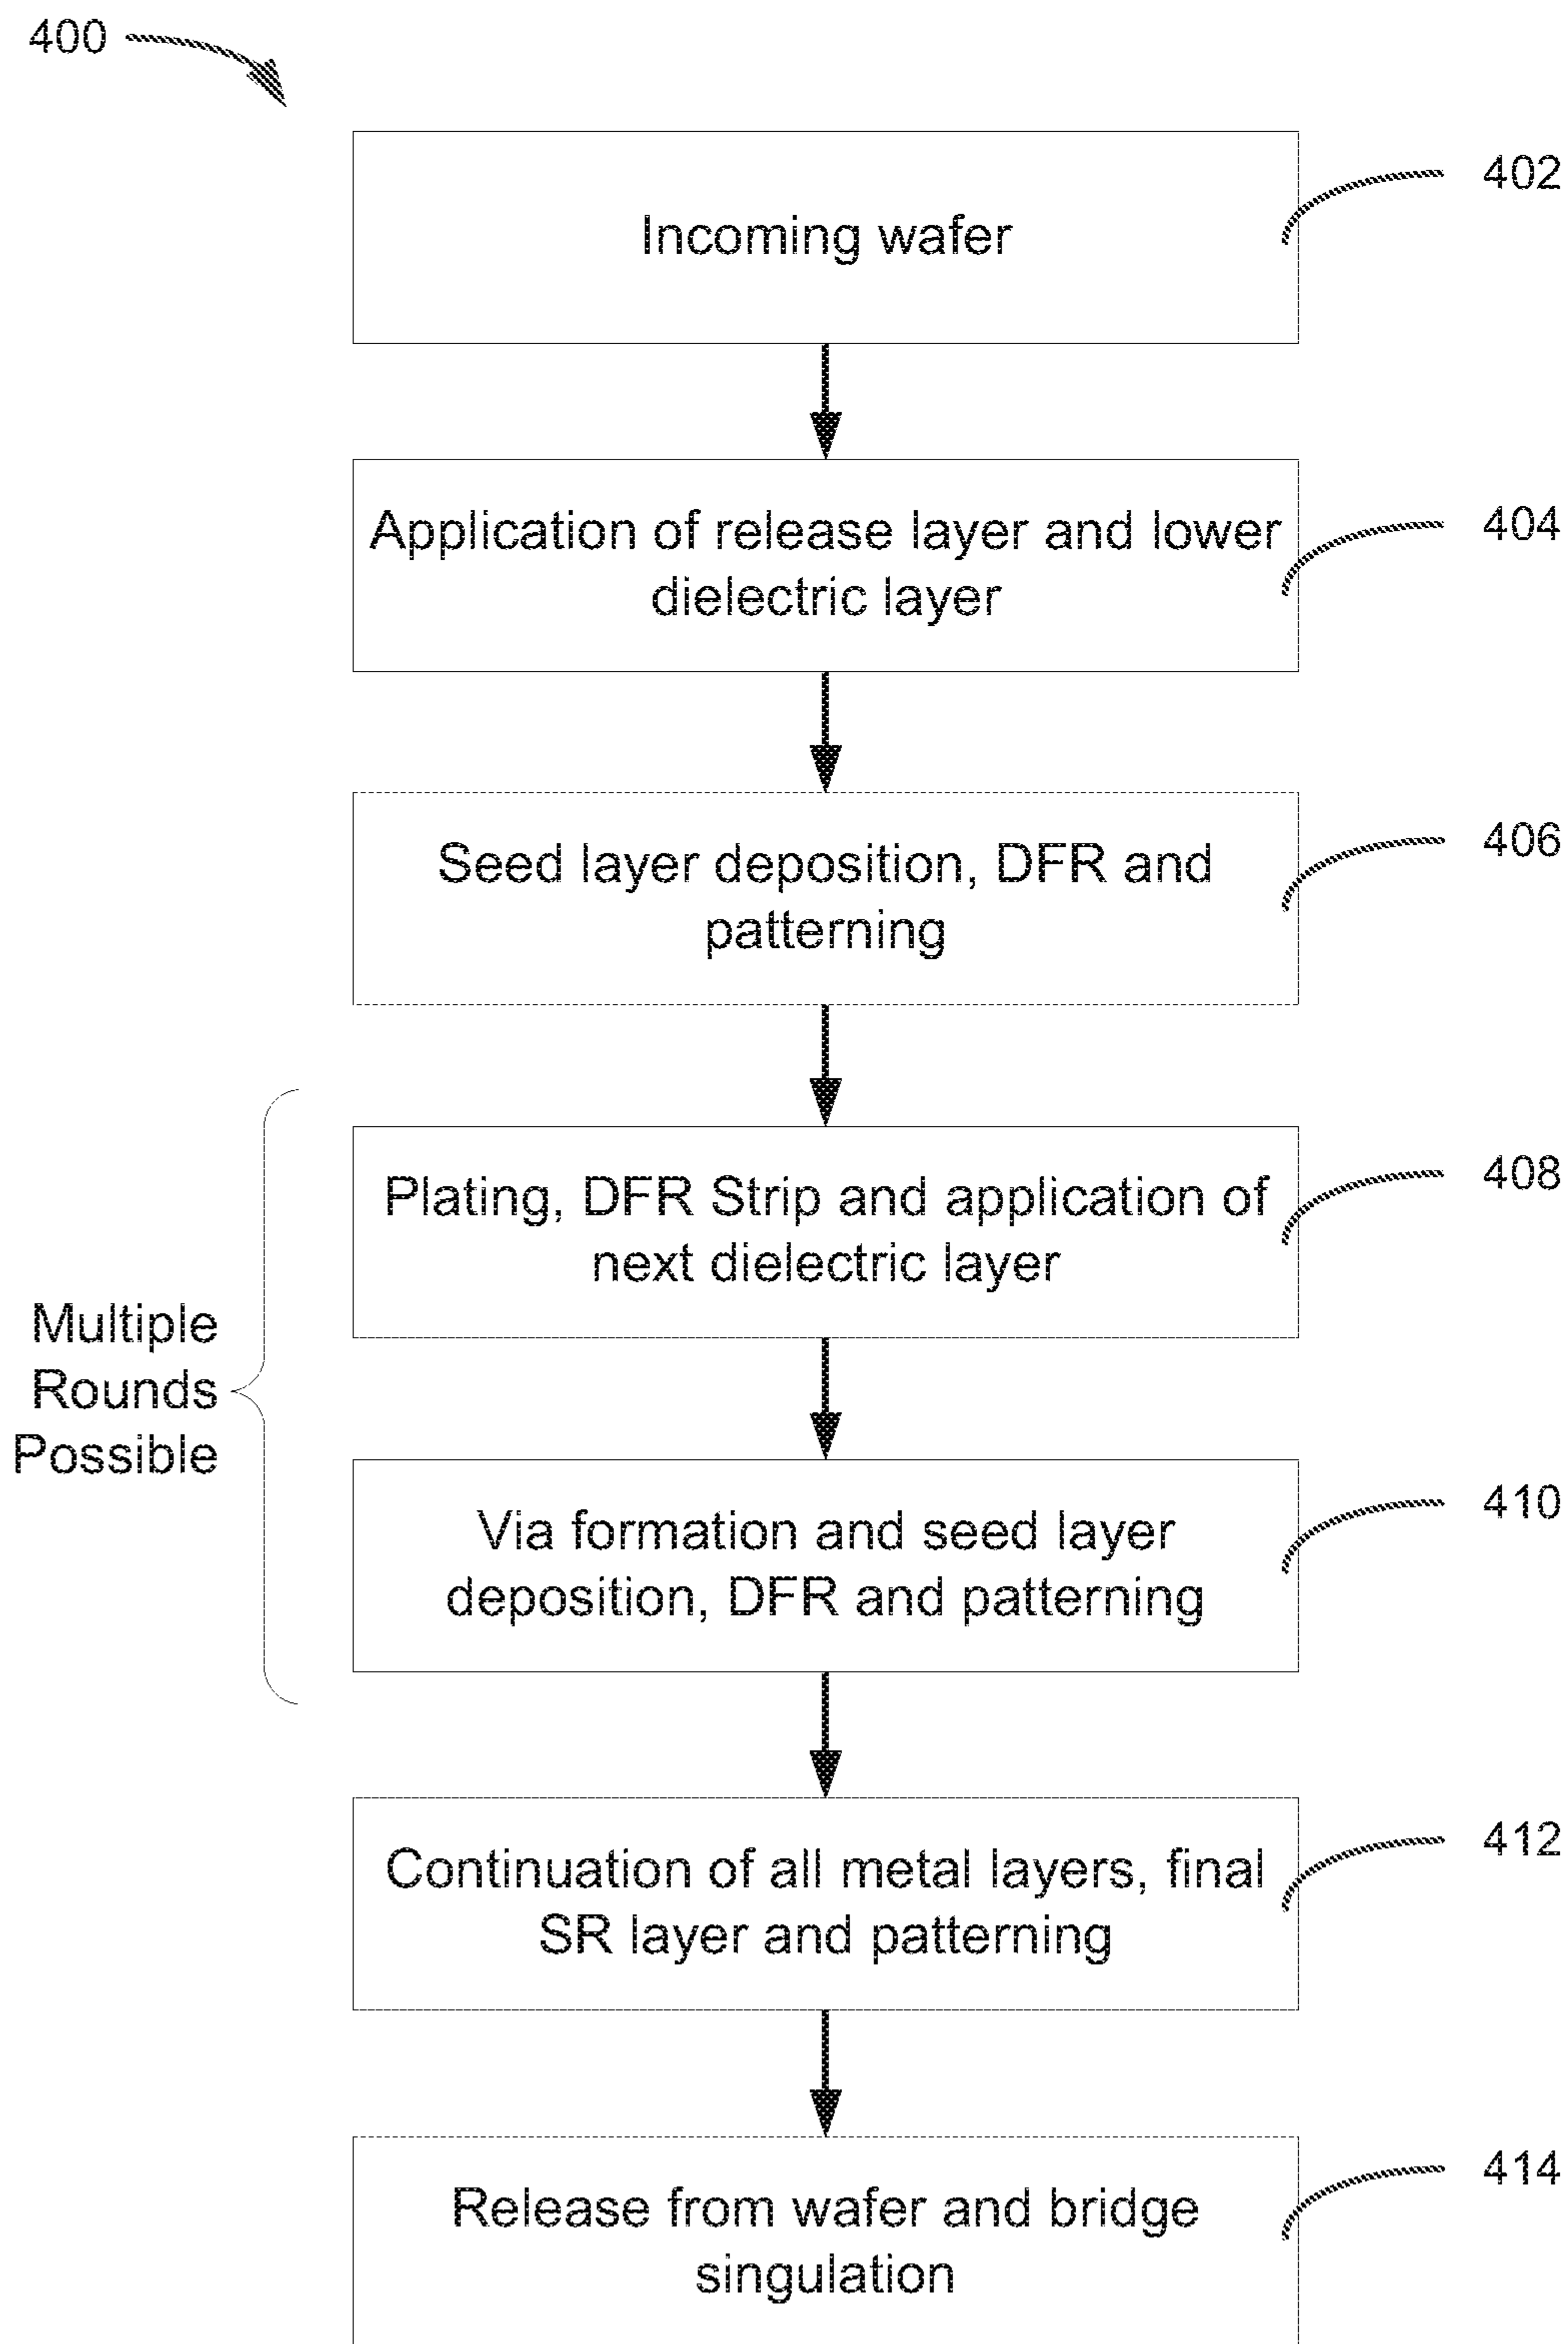 400
Incoming wafer
402
Application of release layer and lower
dielectric layer
404
Seed layer deposition, DFR and
patterning
406
Multiple
Rounds
Possible
Plating, DFR Strip and application of
next dielectric layer
408
Via formation and seed layer
deposition, DFR and patterning
410
Continuation of all metal layers, final
SR layer and patterning
412
Release from wafer and bridge
singulation
414